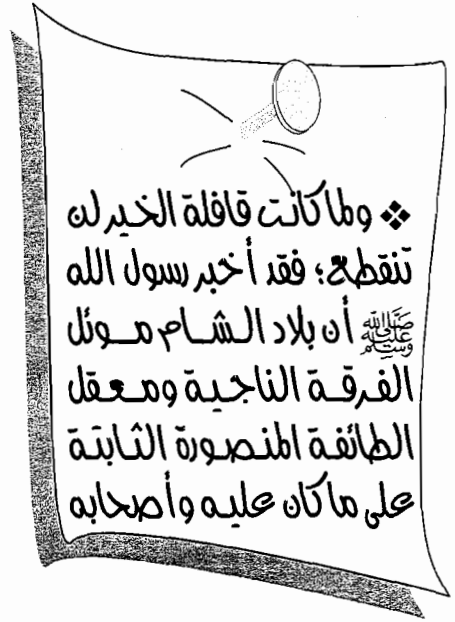 ❖ ولما كانت قافلة الخير لن
تنقطع؛ فقد أخبر رسول الله
ﷺ أن بلاد الشام موئل
الفرقة الناجية ومعقل
الطائفة المنصورة الثابتة
على ما كان عليه وأصحابه